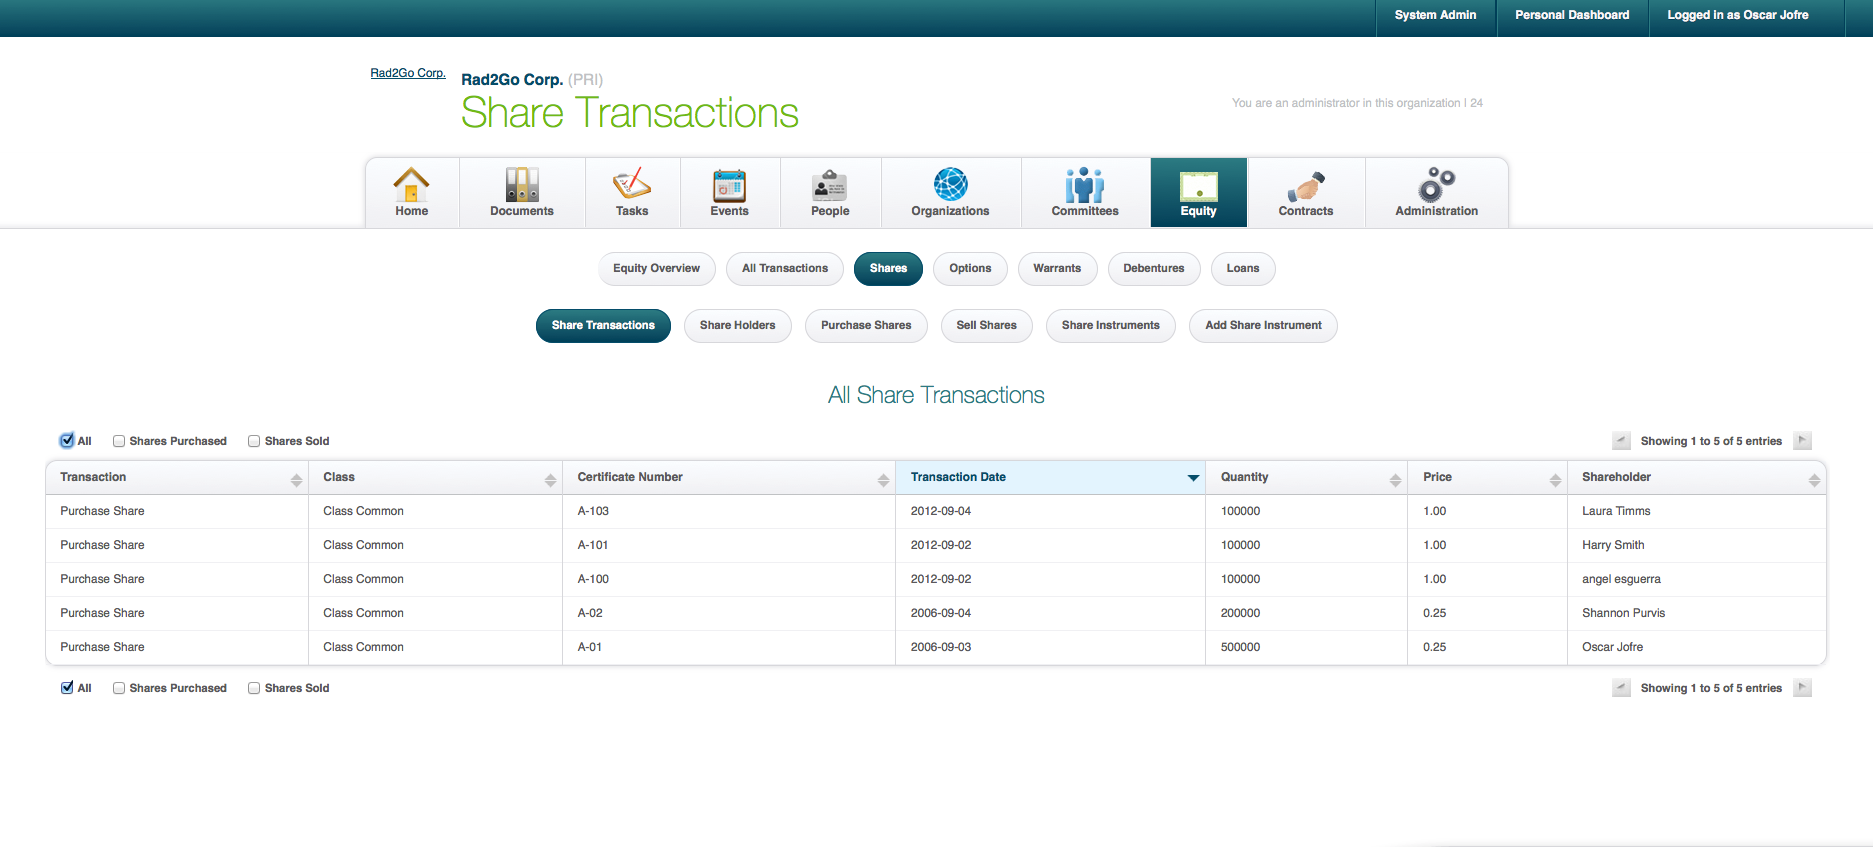 System Admin Personal Dashboard Logged in as Oscar Jofre
Rad2Go Corp. Rad2Go Corp. (PRI)
Share Transactions
You are an administrator in this organization | 24
Home Documents Tasks Events People Organizations Committees Equity Contracts Administration
Equity Overview All Transactions Shares Options Warrants Debentures Loans
Share Transactions Share Holders Purchase Shares Sell Shares Share Instruments Add Share Instrument
All Share Transactions
All Shares Purchased Shares Sold Showing 1 to 5 of 5 entries
Transaction Class Certificate Number Transaction Date Quantity Price Shareholder
Purchase Share Class Common A-103 2012-09-04 100000 1.00 Laura Timms
Purchase Share Class Common A-101 2012-09-02 100000 1.00 Harry Smith
Purchase Share Class Common A-100 2012-09-02 100000 1.00 angel esguerra
Purchase Share Class Common A-02 2006-09-04 200000 0.25 Shannon Purvis
Purchase Share Class Common A-01 2006-09-03 500000 0.25 Oscar Jofre
All Shares Purchased Shares Sold Showing 1 to 5 of 5 entries